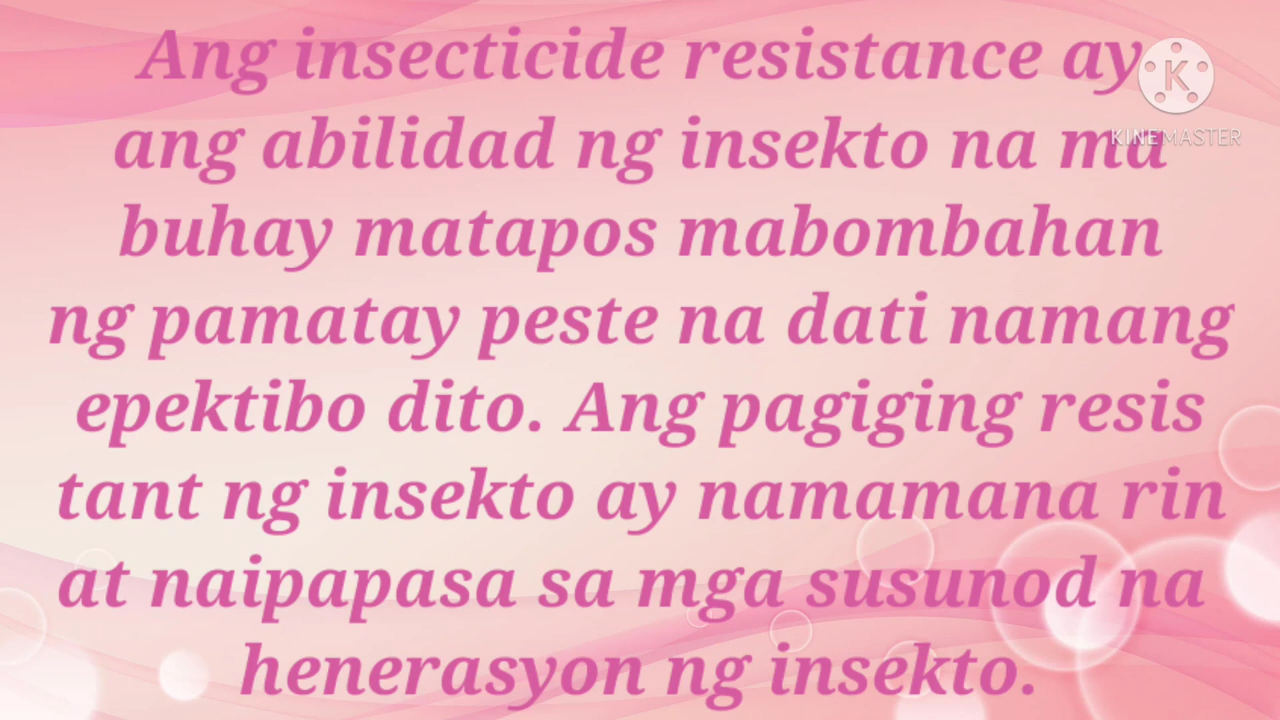 Ang insecticide resistance ay
ang abilidad ng insekto na ma
buhay matapos mabombahan
ng pamatay peste na dati namang
epektibo dito. Ang pagiging resis
tant ng insekto ay namamana rin
at naipapasa sa mga susunod na
henerasyon ng insekto.
K
KINEMASTER